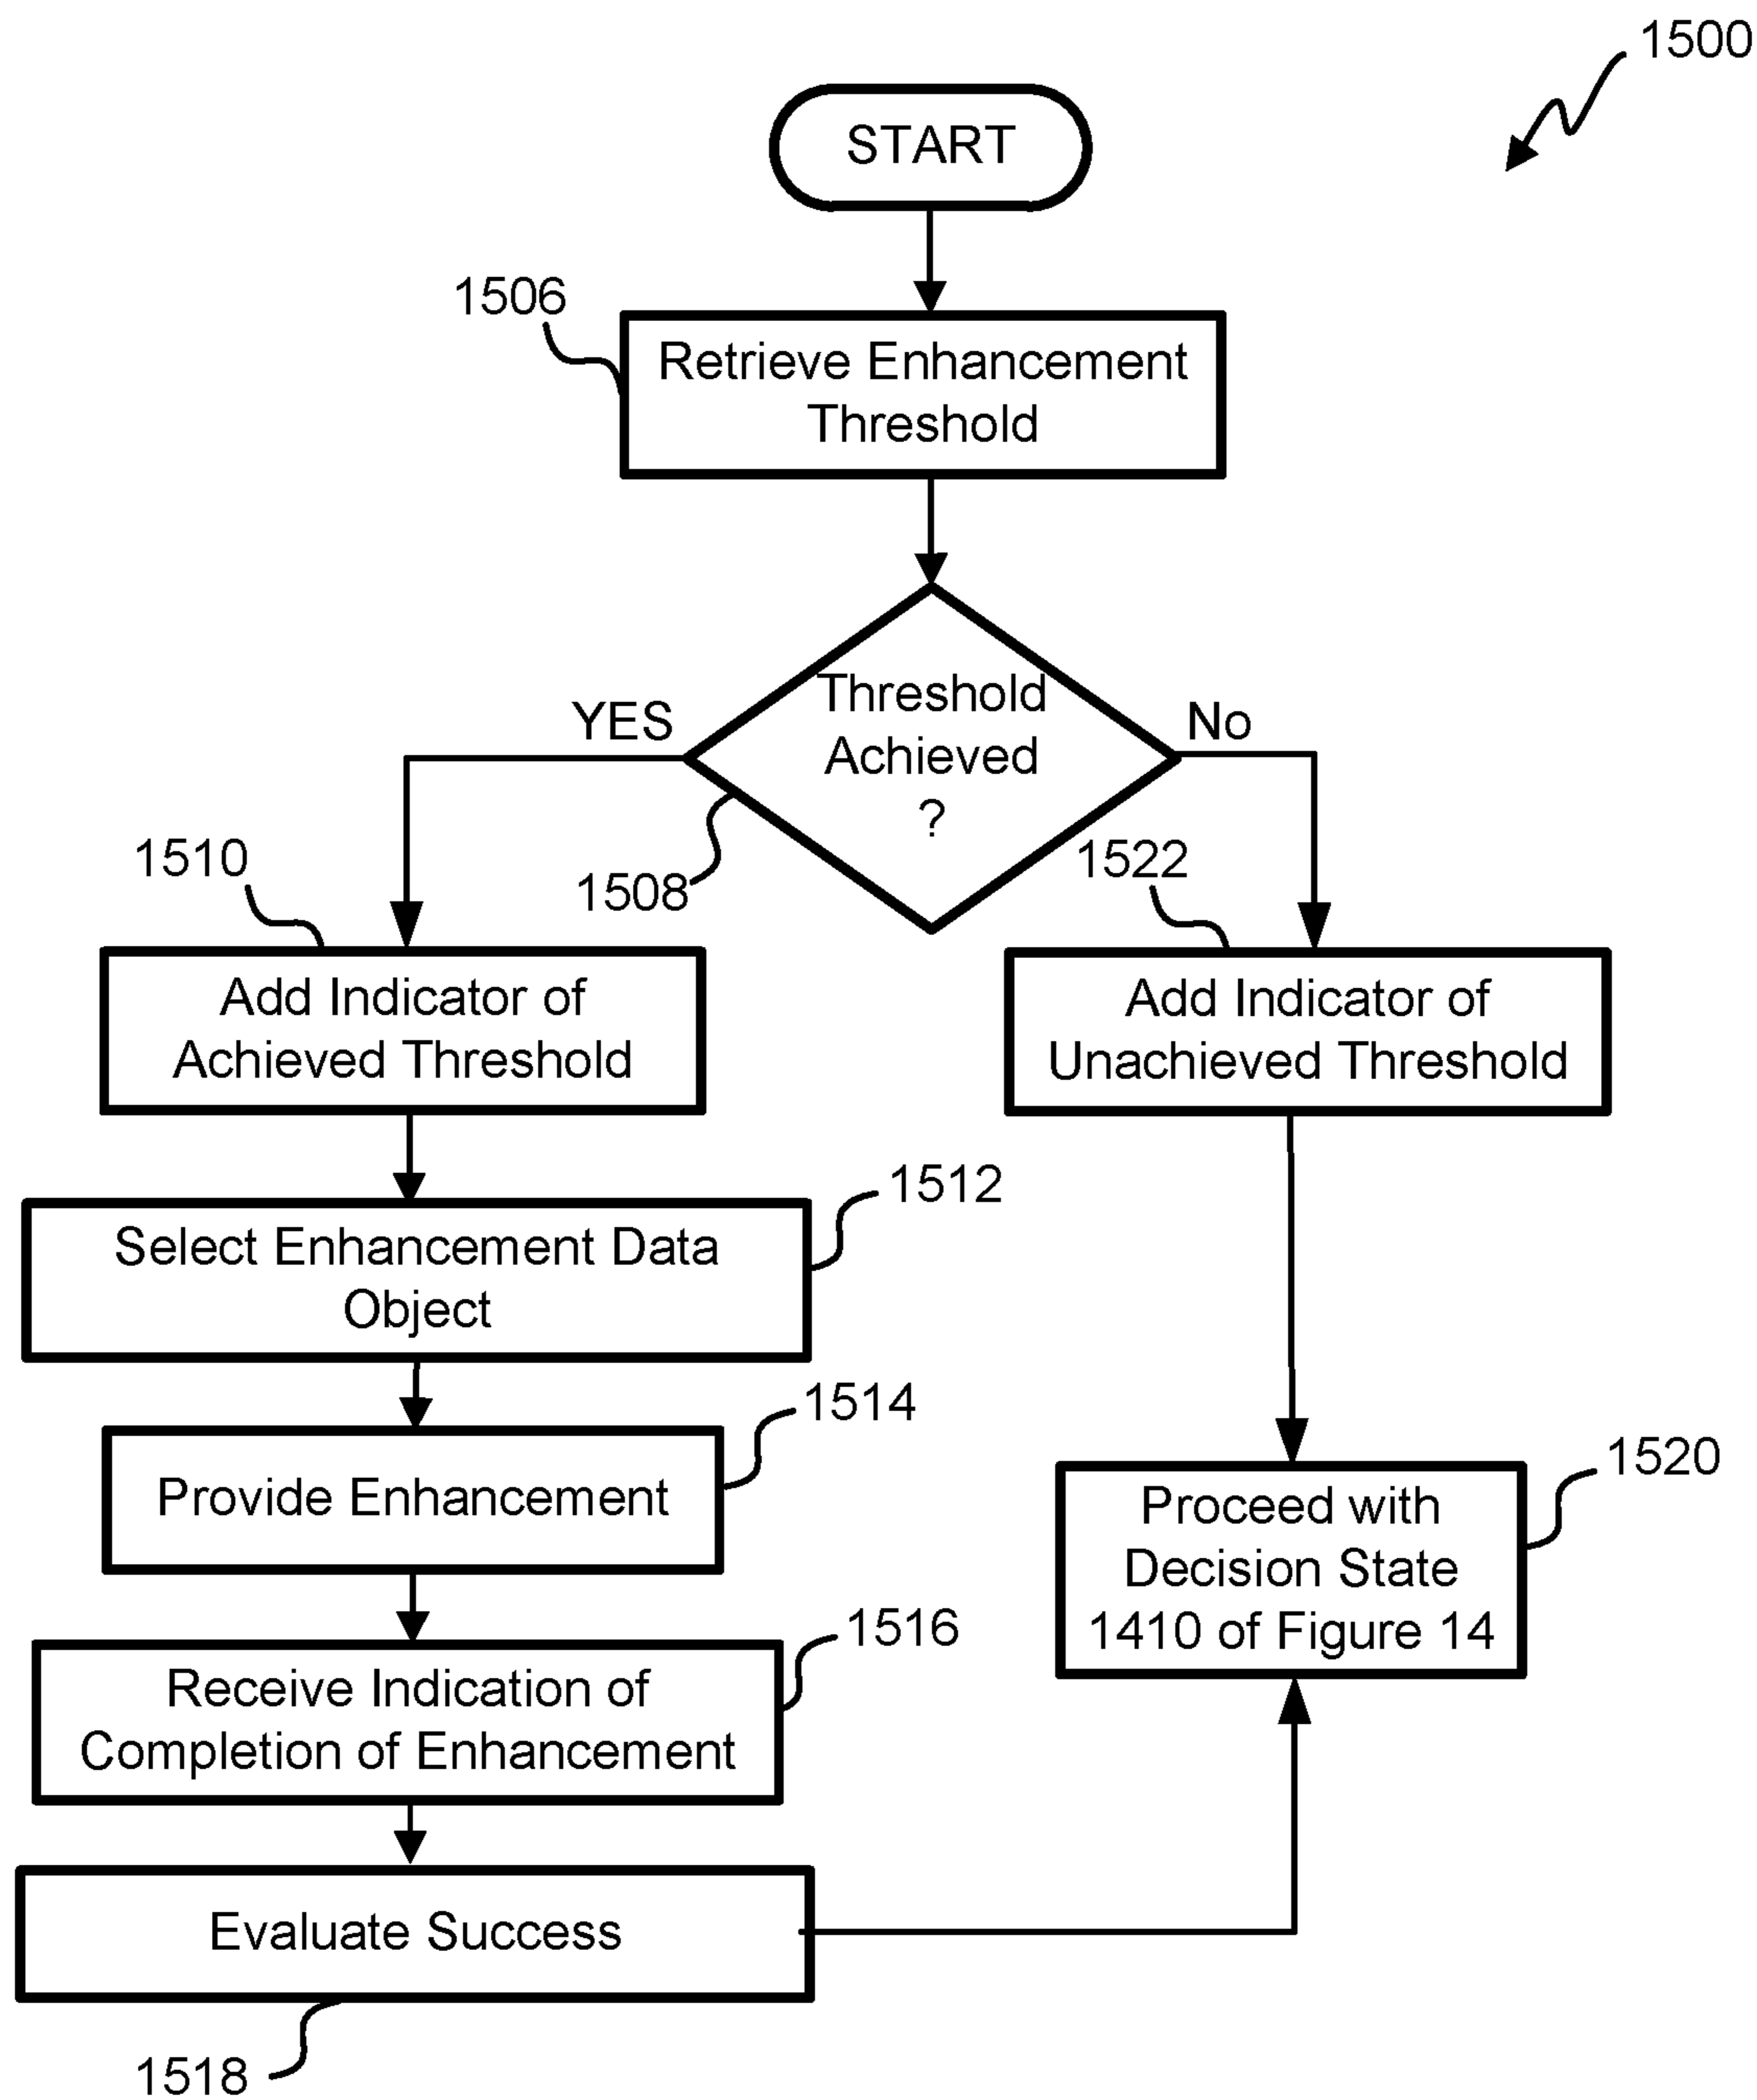 1500
START
1506
Retrieve Enhancement
Threshold
YES
Threshold
Achieved
?
No
1508
1510
1522
Add Indicator of
Achieved Threshold
Add Indicator of
Unachieved Threshold
1512
Select Enhancement Data
Object
1514
Provide Enhancement
1520
Proceed with
Decision State
1410 of Figure 14
1516
Receive Indication of
Completion of Enhancement
Evaluate Success
1518